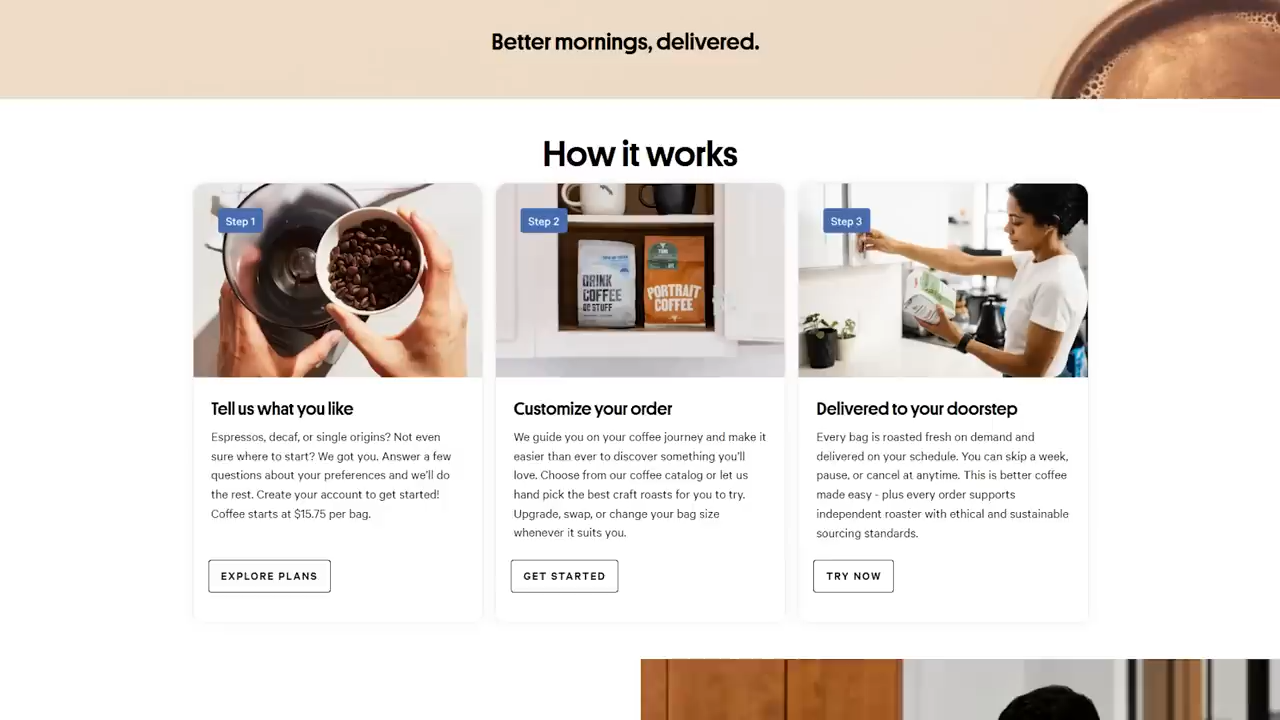 Better mornings, delivered.
How it works
Step 1
Step 2
Step 3
DRINK
COFFEE
DO STUFF
PORTRAIT
COFFEE
Tell us what you like
Espressos, decaf, or single origins? Not even
sure where to start? We got you. Answer a few
questions about your preferences and we'll do
the rest. Create your account to get started!
Coffee starts at $15.75 per bag.
EXPLORE PLANS
Customize your order
We guide you on your coffee journey and make it
easier than ever to discover something you'll
love. Choose from our coffee catalog or let us
hand pick the best craft roasts for you to try.
Upgrade, swap, or change your bag size
whenever it suits you.
GET STARTED
Delivered to your doorstep
Every bag is roasted fresh on demand and
delivered on your schedule. You can skip a week,
pause, or cancel at anytime. This is better coffee
made easy - plus every order supports
independent roaster with ethical and sustainable
sourcing standards.
TRY NOW